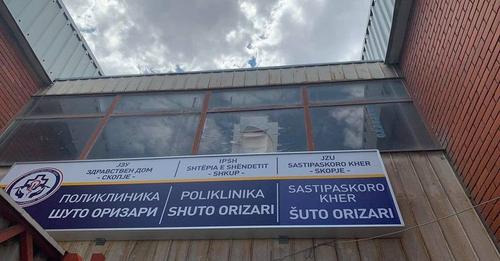 ЈЗУ
ЗДРАВСТВЕН ДОМ
- СКОПЈЕ -
ПОЛИКЛИНИКА
ШУТО ОРИЗАРИ
IPSH
SHTËPIA E SHËNDETIT
- SHKUP -
POLIKLINIKA
SHUTO ORIZARI
JZU
SASTIPASKORO KHER
- SKOPJE -
SASTIPASKORO
KHER
ŠUTO ORIZARI